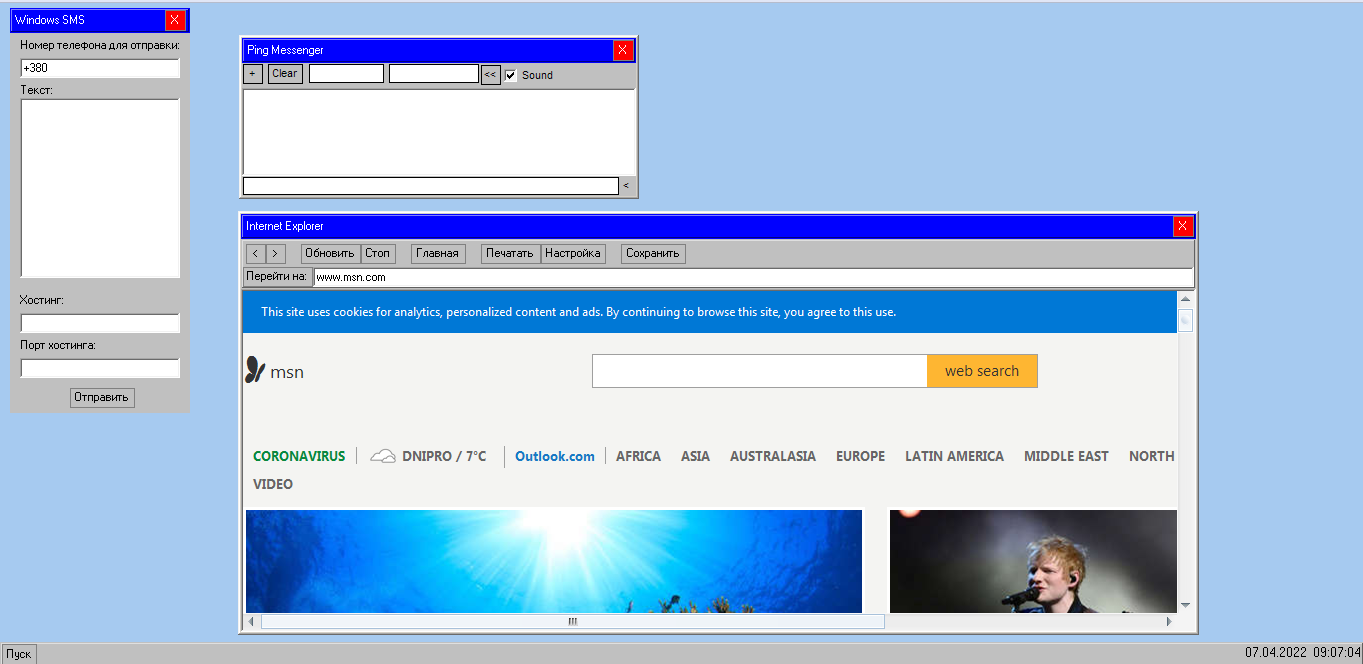 Windows SMS
X
Номер телефона для отправки:
+380
Текст:
Хостинг:
Порт хостинга:
Отправить
Ping Messenger
X
+ Clear << Sound
<
Internet Explorer
X
< > Обновить Стоп Главная Печатать Настройка Сохранить
Перейти на: www.msn.com
This site uses cookies for analytics, personalized content and ads. By continuing to browse this site, you agree to this use.
msn
web search
CORONAVIRUS DNIPRO / 7°C Outlook.com AFRICA ASIA AUSTRALASIA EUROPE LATIN AMERICA MIDDLE EAST NORTH
VIDEO
Пуск
07.04.2022 09:07:04